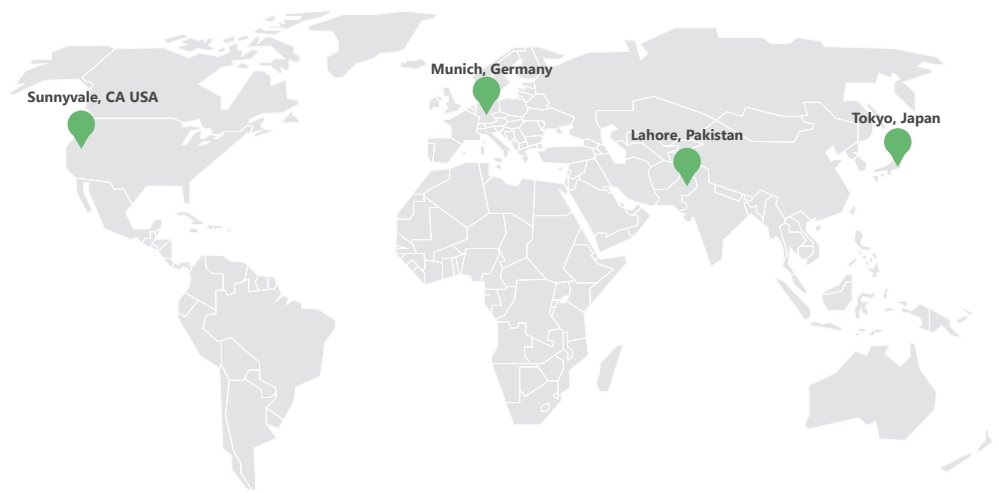 Munich, Germany
Sunnyvale, CA USA
Tokyo, Japan
Lahore, Pakistan